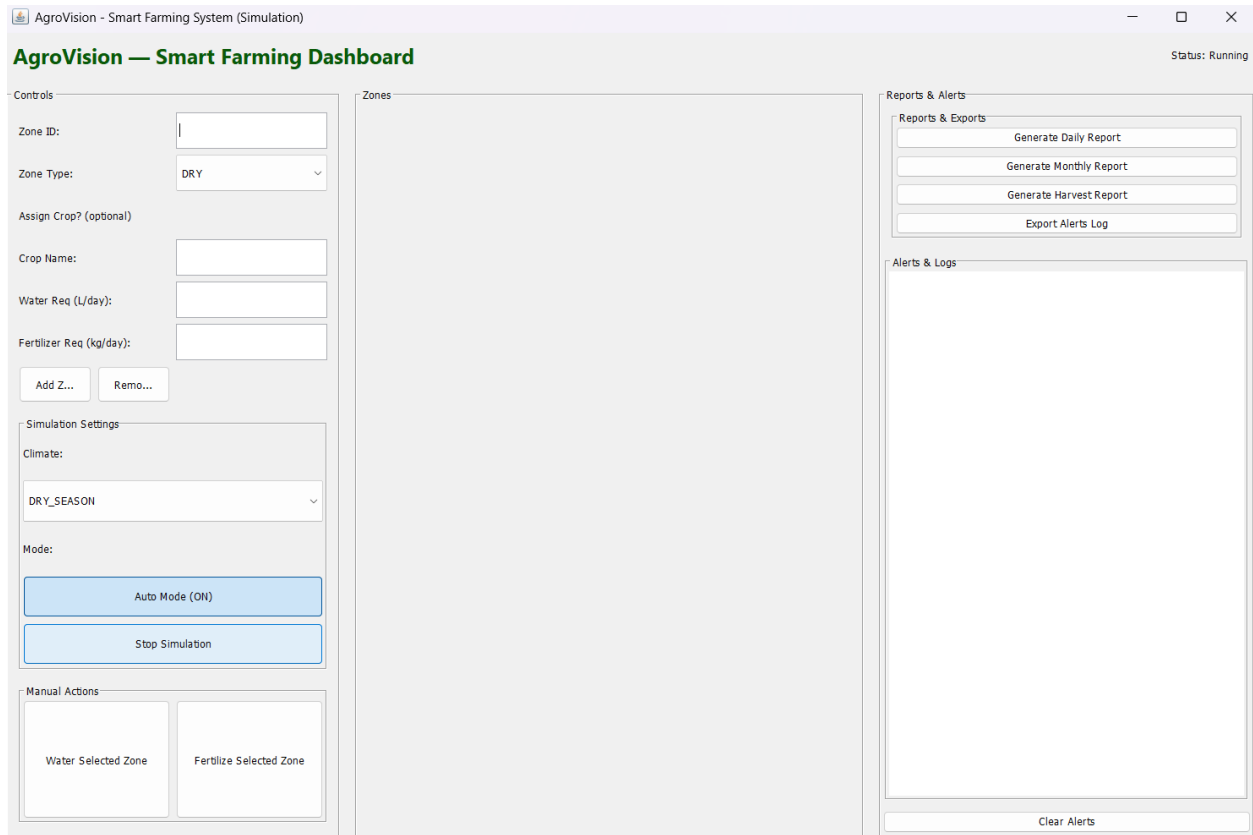 AgroVision - Smart Farming System (Simulation)
AgroVision — Smart Farming Dashboard
Status: Running
Controls
Zone ID:
Zone Type:
DRY
Assign Crop? (optional)
Crop Name:
Water Req (L/day):
Fertilizer Req (kg/day):
Add Z...
Remo...
Simulation Settings
Climate:
DRY_SEASON
Mode:
Auto Mode (ON)
Stop Simulation
Manual Actions
Water Selected Zone
Fertilize Selected Zone
Zones
Reports & Alerts
Reports & Exports
Generate Daily Report
Generate Monthly Report
Generate Harvest Report
Export Alerts Log
Alerts & Logs
Clear Alerts